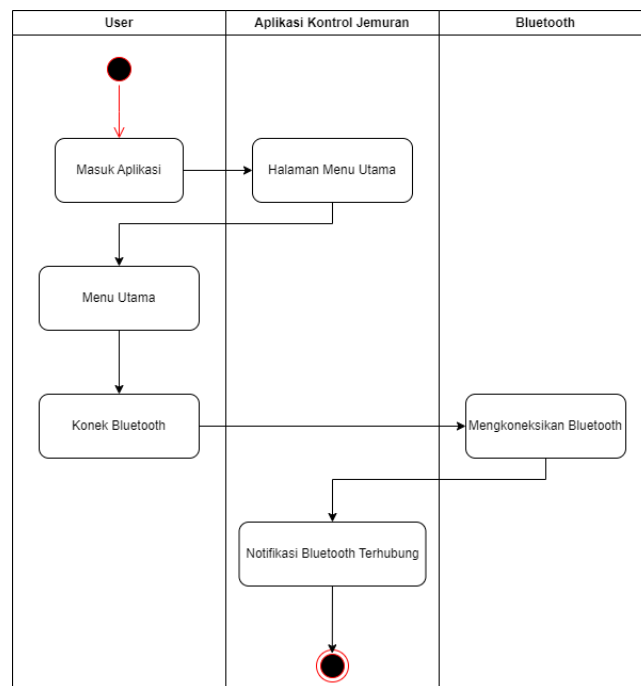 User
Aplikasi Kontrol Jemuran
Bluetooth
Masuk Aplikasi
Halaman Menu Utama
Menu Utama
Konek Bluetooth
Mengkoneksikan Bluetooth
Notifikasi Bluetooth Terhubung